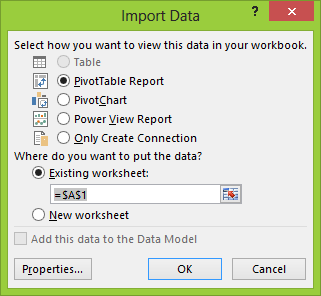 Import Data
?
Select how you want to view this data in your workbook.
Table
PivotTable Report
PivotChart
Power View Report
Only Create Connection
Where do you want to put the data?
Existing worksheet:
=$A$1
New worksheet
Add this data to the Data Model
Properties...
OK
Cancel